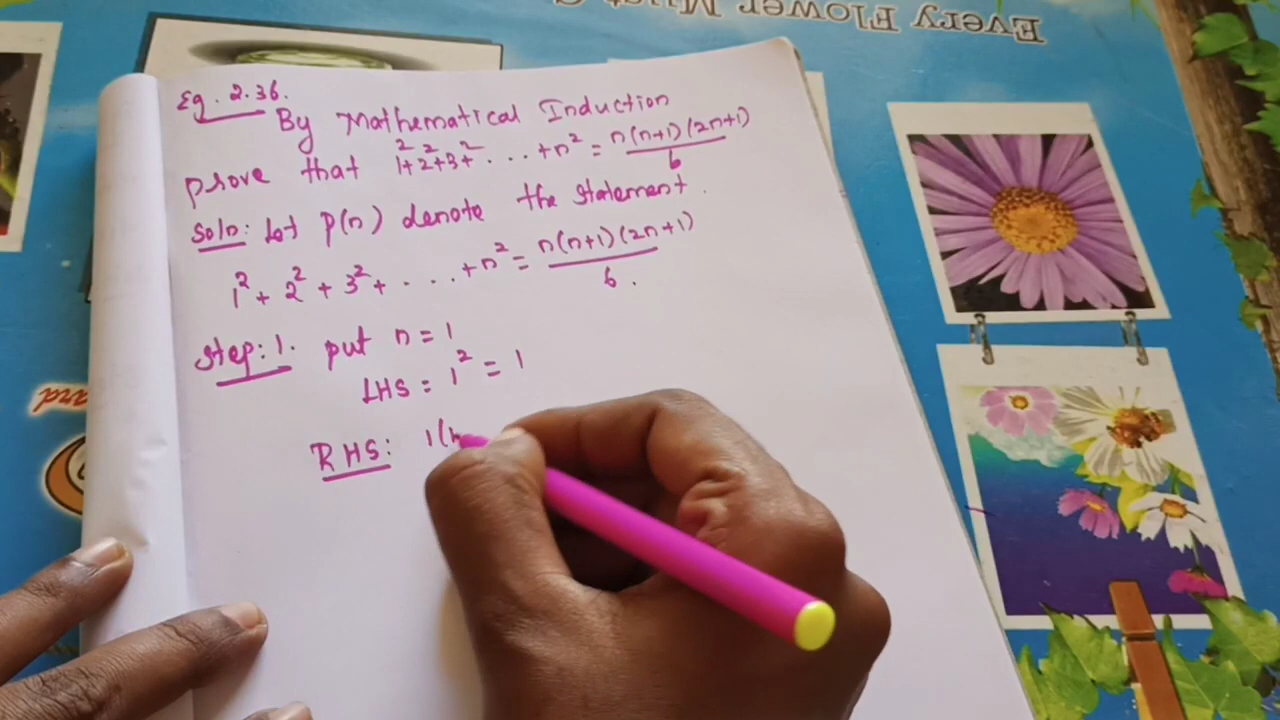 Every Flower Must G
Eg. 2.36.
By Mathematical Induction
prove that 1²+2²+3²+ . . . +n² = n(n+1)(2n+1)/6
Soln: Let P(n) denote the statement.
1² + 2² + 3² + . . . . + n² = n(n+1)(2n+1)/6.
Step: 1. put n = 1
LHS = 1² = 1
RHS: 1(
ard